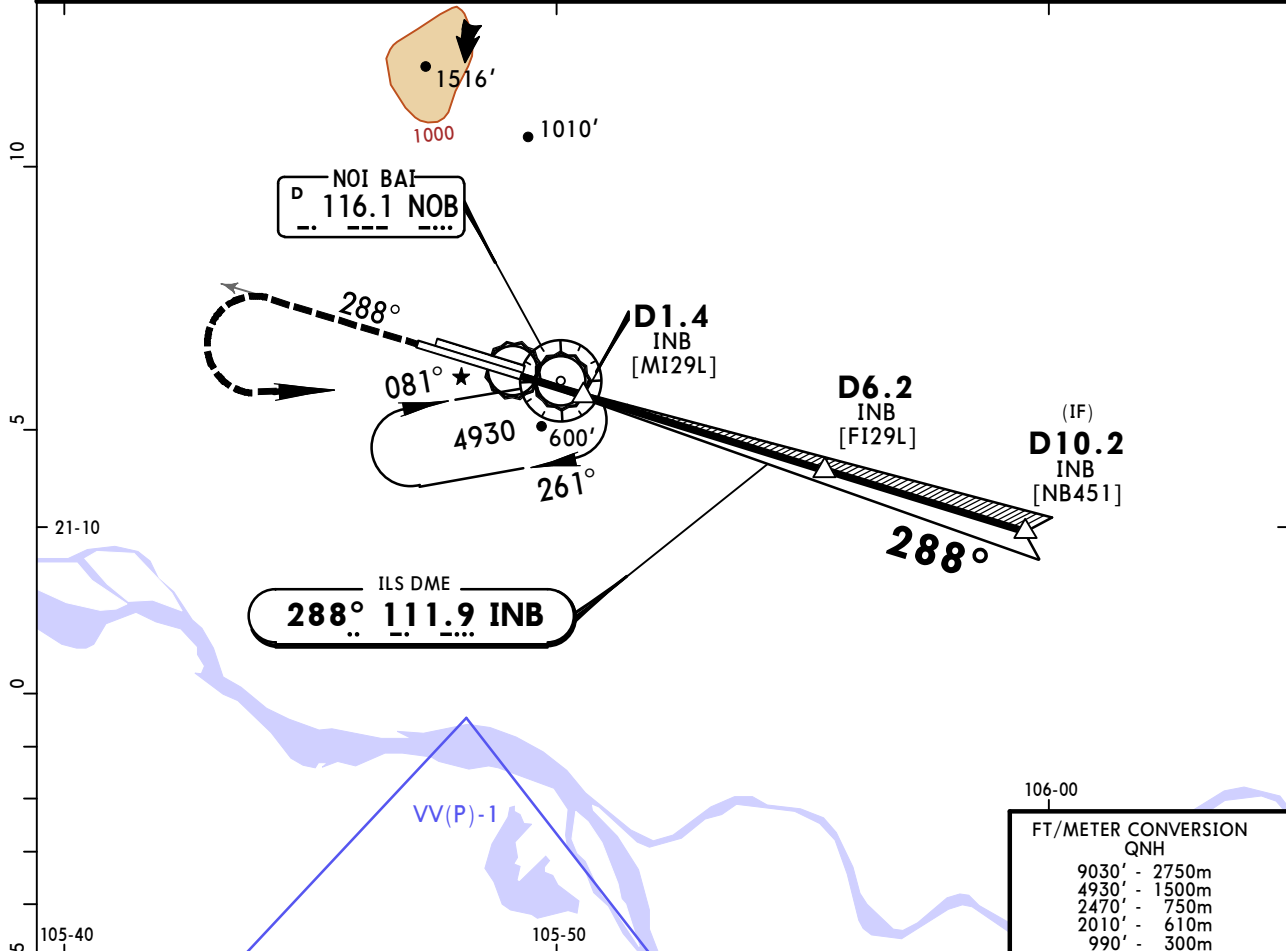 1516′
1000
1010′
10
NOI BAI
D 116.1 NOB
288°
D1.4
INB
[MI29L]
081°
4930
600′
261°
D6.2
INB
[FI29L]
(IF)
D10.2
INB
[NB451]
5
288°
21-10
ILS DME
288° 111.9 INB
0
VV(P)-1
106-00
FT/METER CONVERSION
QNH
9030′ - 2750m
4930′ - 1500m
2470′ - 750m
2010′ - 610m
990′ - 300m
5
105-40
105-50